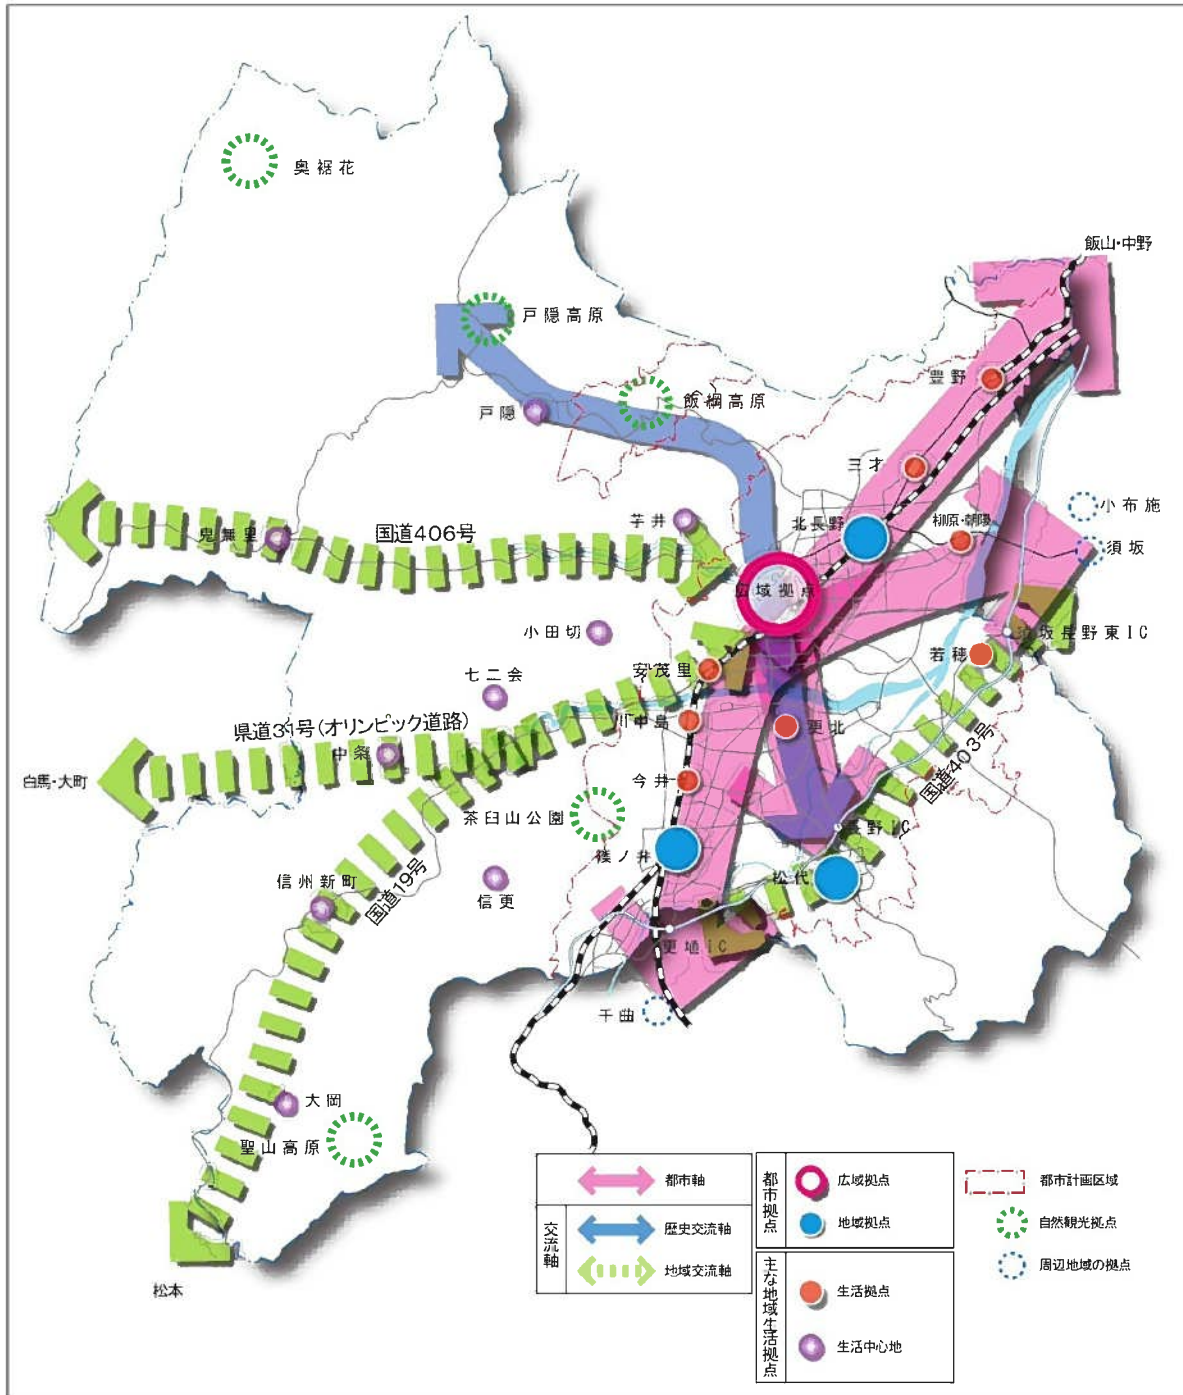 飯山・中野
奥裾花
戸隠高原
豊野
飯綱高原
戸隠
三才
小布施
芋井
北長野
柳原・朝陽
鬼無里
国道406号
須坂
広域拠点
小田切
須坂長野東IC
安茂里
若穂
七二会
県道31号(オリンピック道路)
川中島
更北
中条
白馬・大町
今井
国道403号
茶臼山公園
長野IC
篠ノ井
松代
信州新町
国道19号
信更
更埴IC
千曲
大岡
聖山高原
松本
都市軸
交流軸
歴史交流軸
地域交流軸
都市拠点
広域拠点
地域拠点
主な地域生活拠点
生活拠点
生活中心地
都市計画区域
自然観光拠点
周辺地域の拠点